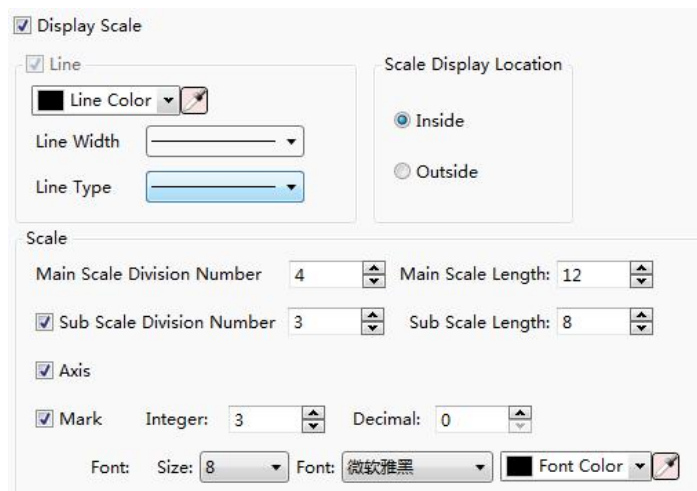 Display Scale
Line
Scale Display Location
Line Color
Inside
Line Width
Outside
Line Type
Scale
Main Scale Division Number 4 Main Scale Length: 12
Sub Scale Division Number 3 Sub Scale Length: 8
Axis
Mark Integer: 3 Decimal: 0
Font: Size: 8 Font: 微软雅黑 Font Color